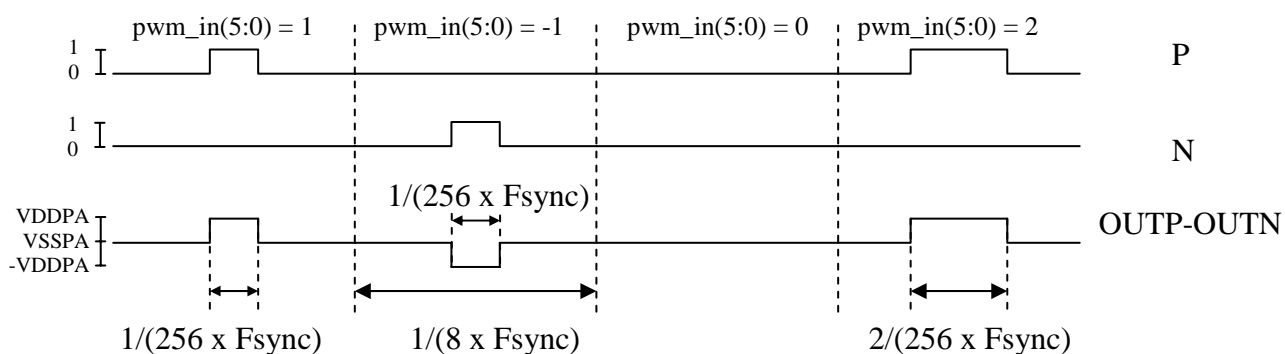 pwm_in(5:0) = 1
pwm_in(5:0) = -1
pwm_in(5:0) = 0
pwm_in(5:0) = 2
1
0
P
1
0
N
1/(256 x Fsync)
VDDPA
VSSPA
-VDDPA
OUTP-OUTN
1/(256 x Fsync)
1/(8 x Fsync)
2/(256 x Fsync)